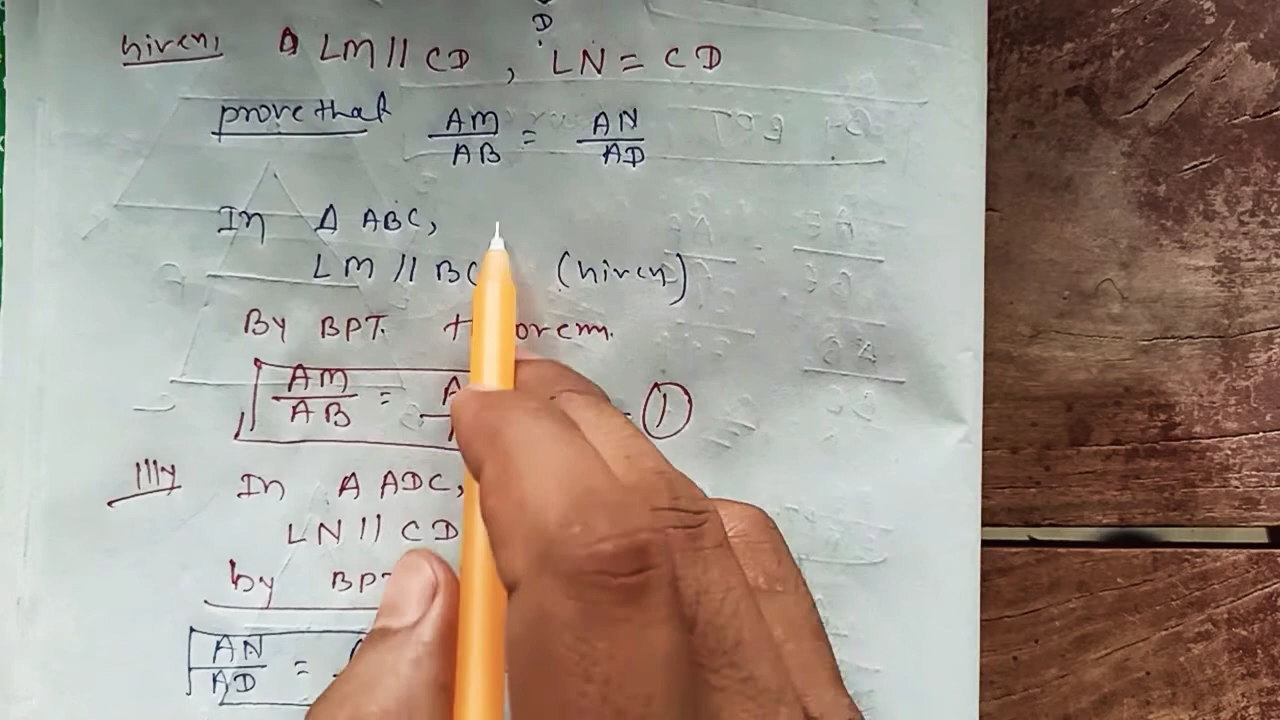 D
Given, Δ LM // CD , LN = CD
prove that AM/AB = AN/AD
In Δ ABC,
LM // BC (Given)
By BPT. theorem.
AM/AB = A ①
Illy In Δ ADC,
LN // CD
by BPT
AN/AD =